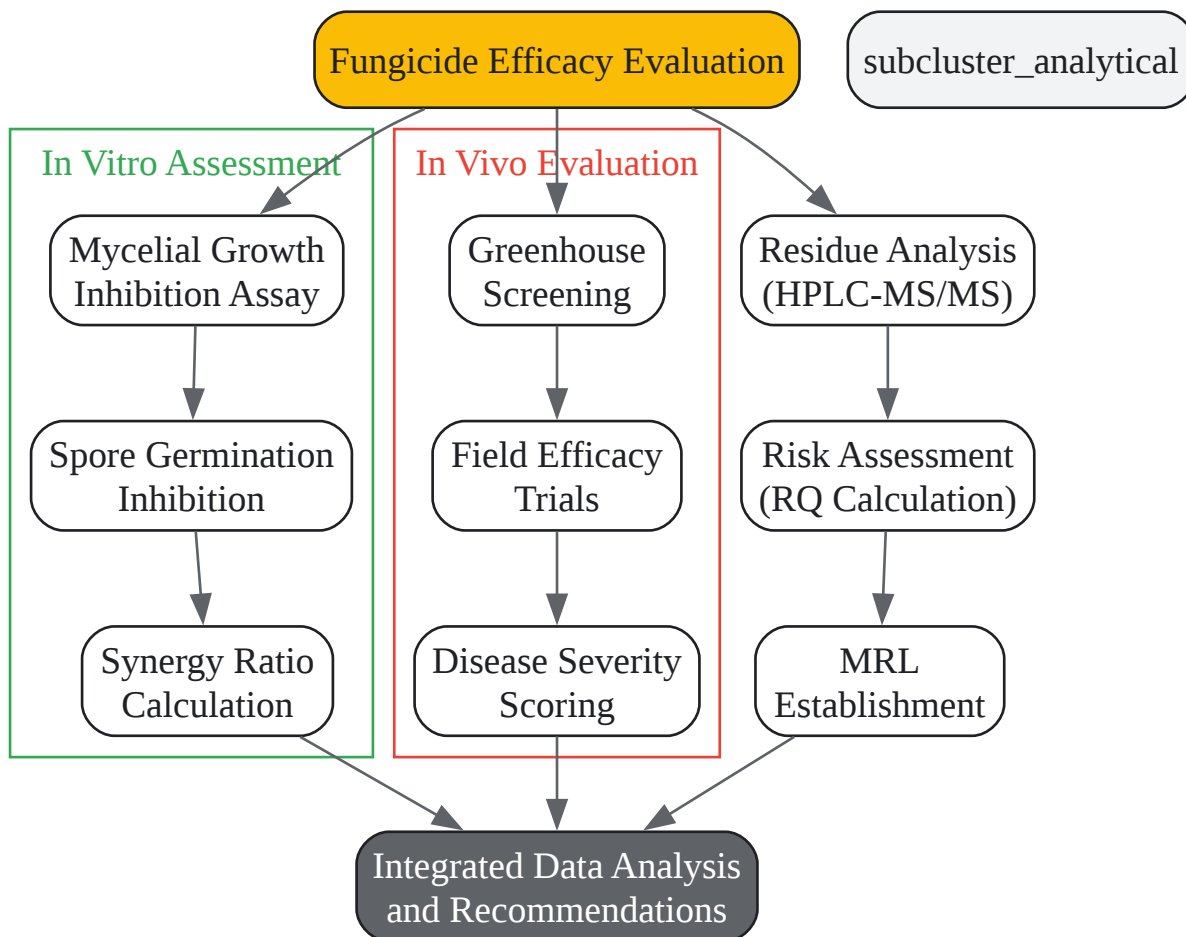 Fungicide Efficacy Evaluation
subcluster_analytical
In Vitro Assessment
In Vivo Evaluation
Mycelial Growth
Inhibition Assay
Greenhouse
Screening
Residue Analysis
(HPLC-MS/MS)
Spore Germination
Inhibition
Field Efficacy
Trials
Risk Assessment
(RQ Calculation)
Synergy Ratio
Calculation
Disease Severity
Scoring
MRL
Establishment
Integrated Data Analysis
and Recommendations